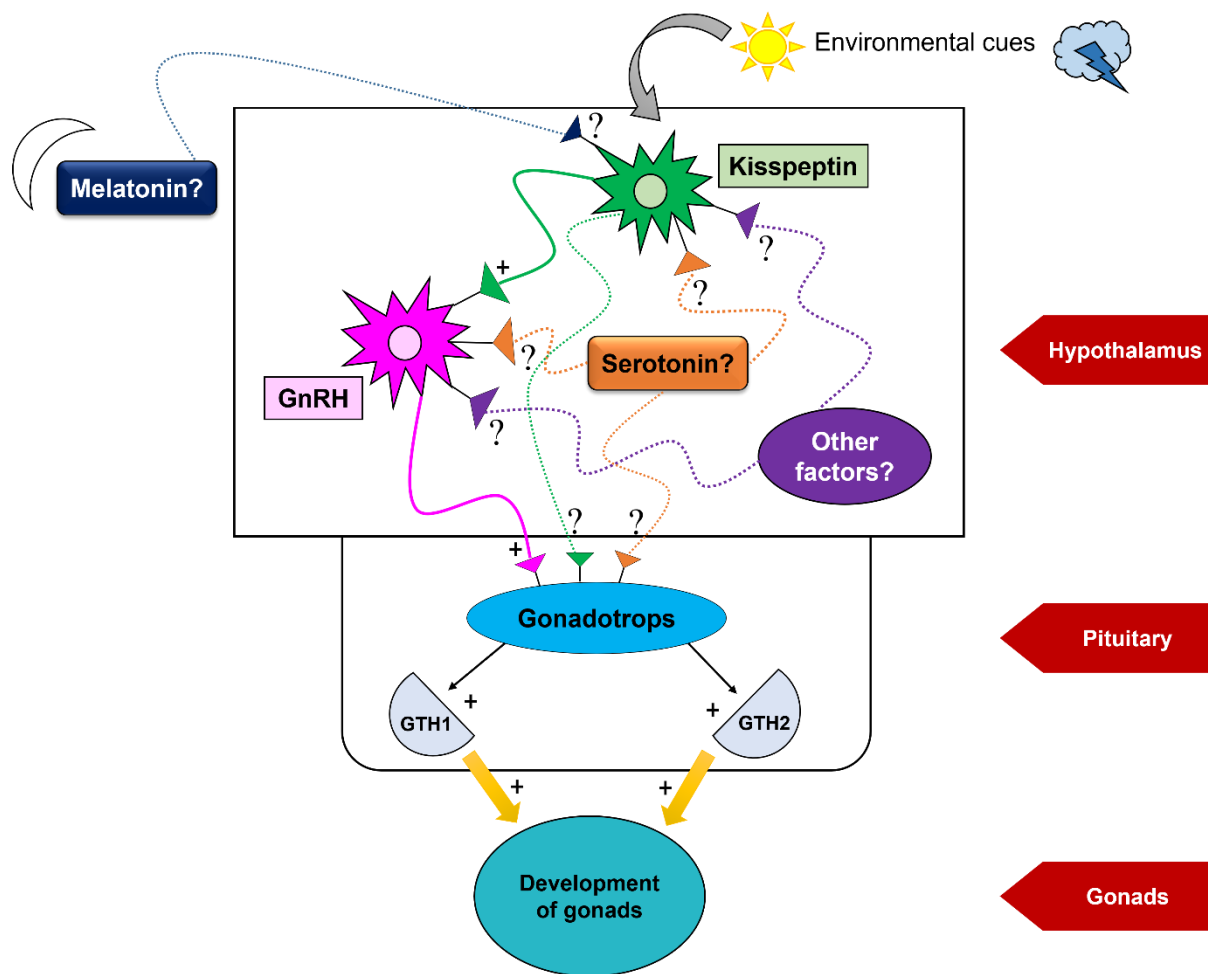 Environmental cues
?
Kisspeptin
Melatonin?
?
+
?
Hypothalamus
?
Serotonin?
GnRH
?
Other
factors?
?
?
+
Gonadotrops
Pituitary
+
+
GTH1
GTH2
+
+
Development
of gonads
Gonads